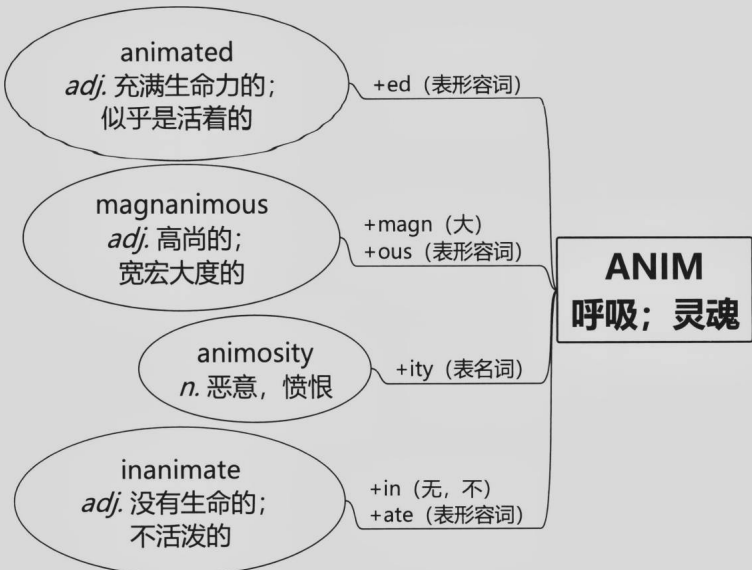 animated
adj. 充满生命力的；
似乎是活着的
+ed（表形容词）
magnanimous
adj. 高尚的；
宽宏大度的
+magn（大）
+ous（表形容词）
ANIM
呼吸；灵魂
animosity
n. 恶意，愤恨
+ity（表名词）
inanimate
adj. 没有生命的；
不活泼的
+in（无，不）
+ate（表形容词）